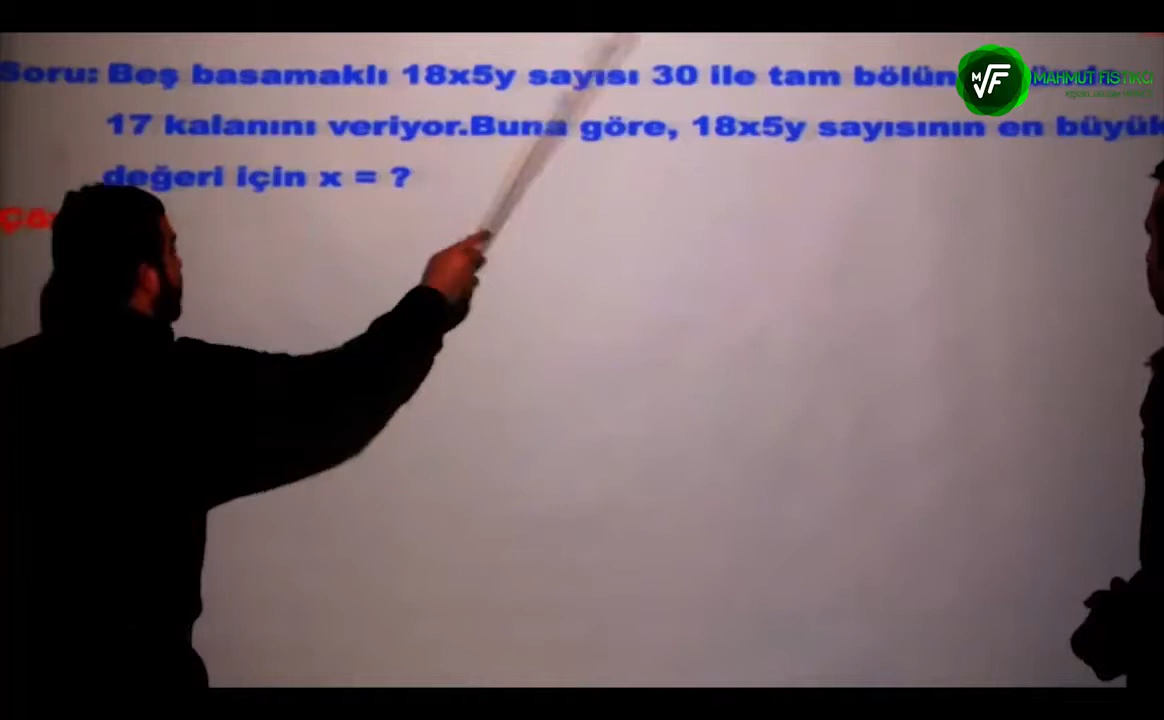 Soru: Beş basamaklı 18x5y sayısı 30 ile tam bölün
17 kalanını veriyor.Buna göre, 18x5y sayısının en büyük
değeri için x = ?
MVF
MAHMUT FISTIKCI